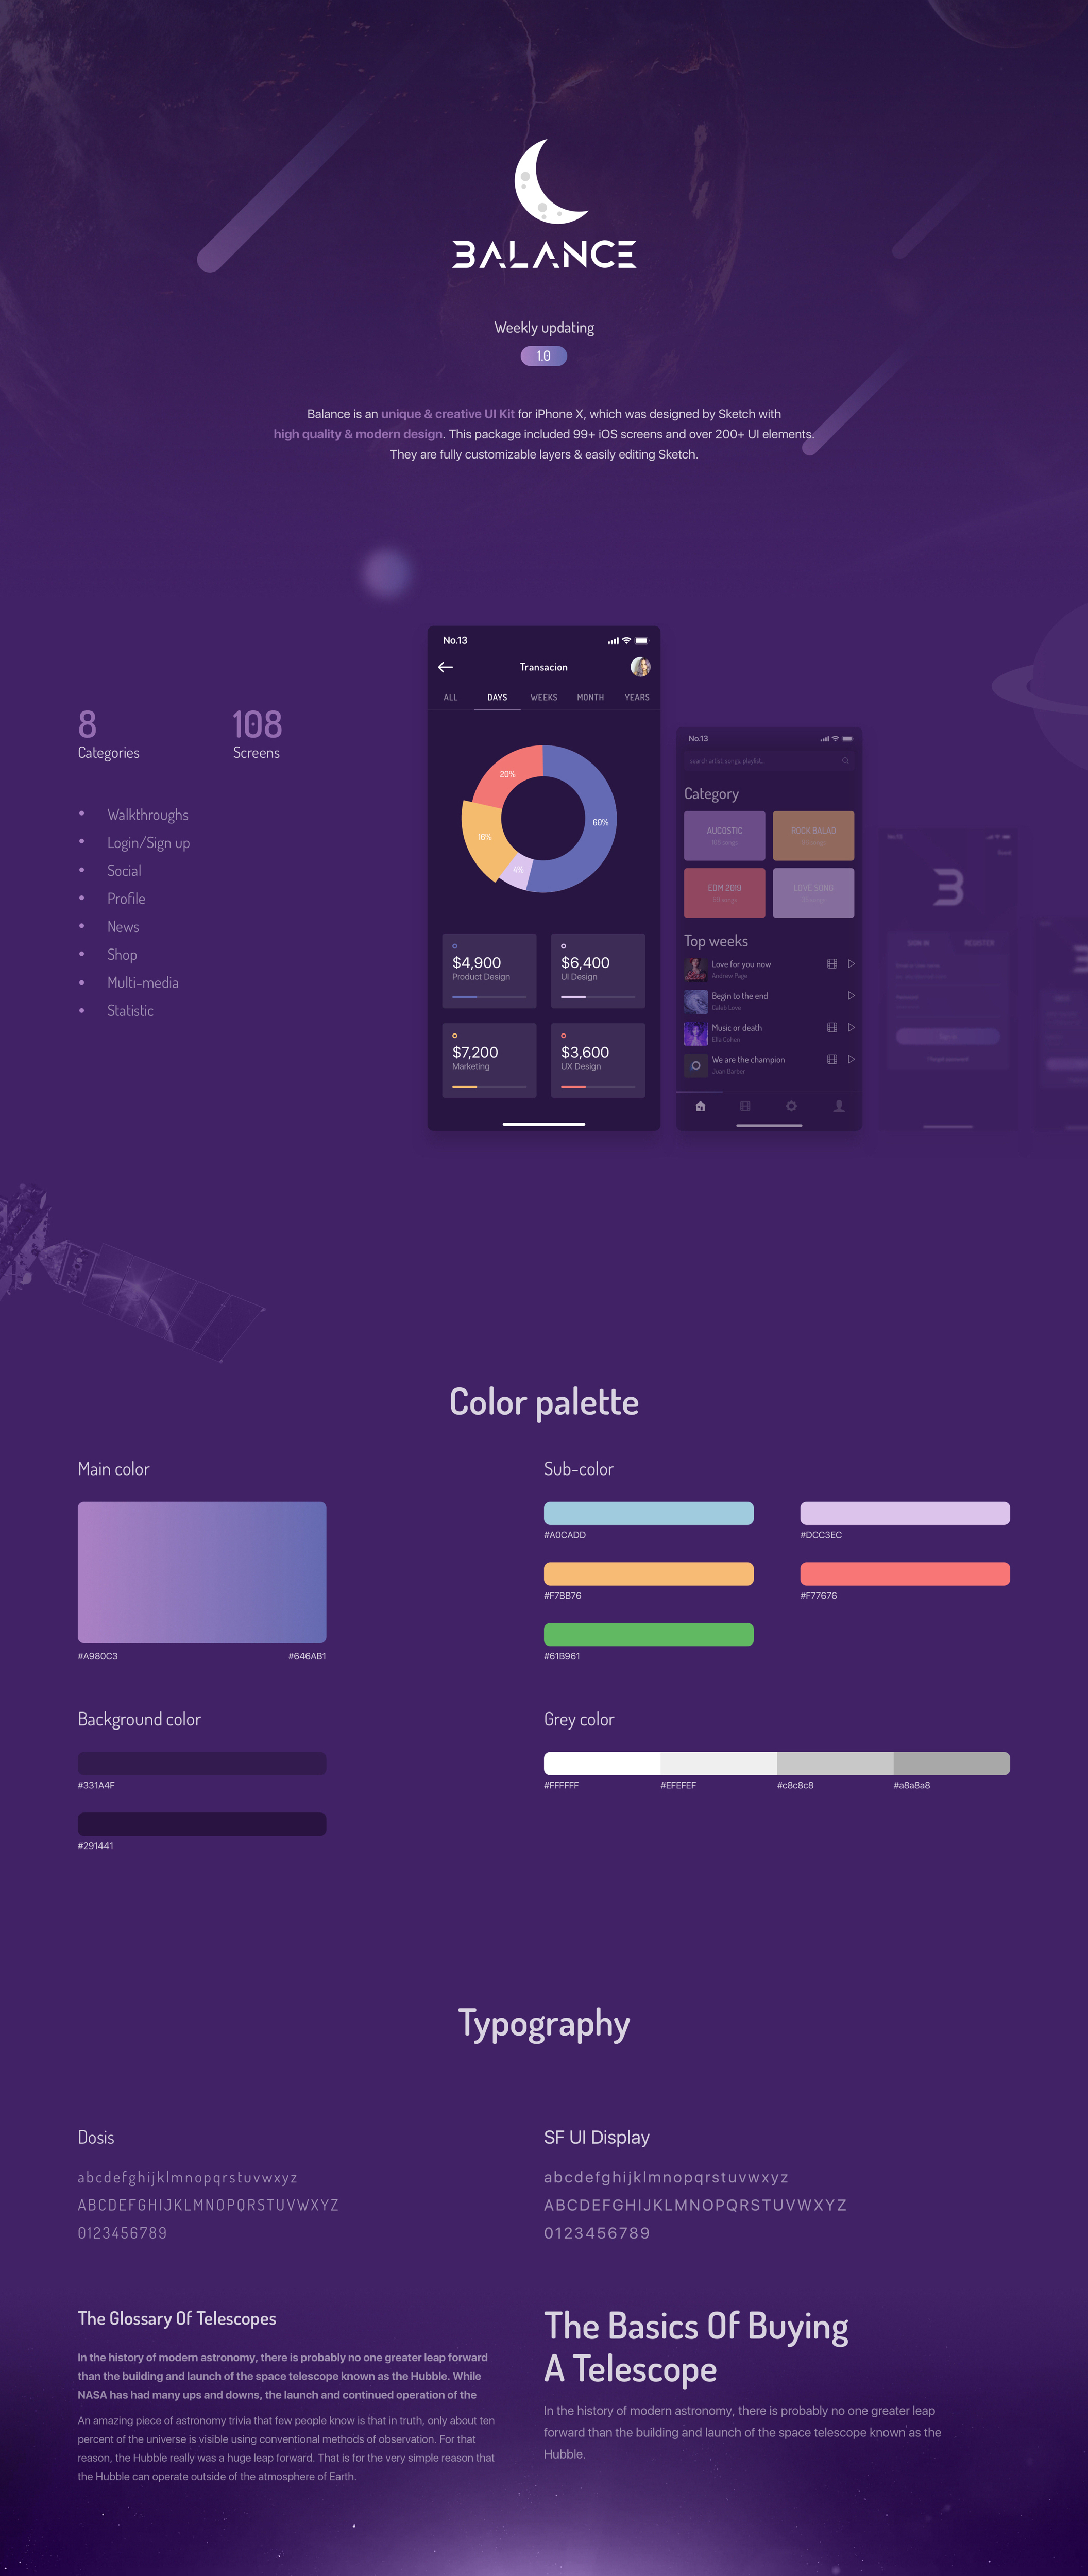 BALANCE
Weekly updating
1.0
Balance is an unique & creative UI Kit for iPhone X, which was designed by Sketch with
high quality & modern design. This package included 99+ iOS screens and over 200+ UI elements.
They are fully customizable layers & easily editing Sketch.
8
Categories
108
Screens
Walkthroughs
Login/Sign up
Social
Profile
News
Shop
Multi-media
Statistic
No.13
Transacion
ALL DAYS WEEKS MONTH YEARS
20%
60%
16%
4%
$4,900
Product Design
$6,400
UI Design
$7,200
Marketing
$3,600
UX Design
No.13
search artist, songs, playlist...
Category
AUCOSTIC
ROCK BALAD
EDM 2019
LOVE SONG
Top weeks
Love for you now
Andrew Page
Begin to the end
Caleb Love
Music or death
Ella Cohen
We are the champion
Juan Barker
SIGN IN REGISTER
Color palette
Main color
#A980C3 #646AB1
Sub-color
#A0CADD
#DCC3EC
#F7BB76
#F77676
#61B961
Background color
#331A4F
#291441
Grey color
#FFFFFF #EFEFEF #c8c8c8 #a8a8a8
Typography
Dosis
abcdefghijklmnopqrstuvwxyz
ABCDEFGHIJKLMNOPQRSTUVWXYZ
0123456789
SF UI Display
abcdefghijklmnopqrstuvwxyz
ABCDEFGHIJKLMNOPQRSTUVWXYZ
0123456789
The Glossary Of Telescopes
In the history of modern astronomy, there is probably no one greater leap forward
than the building and launch of the space telescope known as the Hubble. While
NASA has had many ups and downs, the launch and continued operation of the
An amazing piece of astronomy trivia that few people know is that in truth, only about ten
percent of the universe is visible using conventional methods of observation. For that
reason, the Hubble really was a huge leap forward. That is for the very simple reason that
the Hubble can operate outside of the atmosphere of Earth.
The Basics Of Buying
A Telescope
In the history of modern astronomy, there is probably no one greater leap
forward than the building and launch of the space telescope known as the
Hubble.